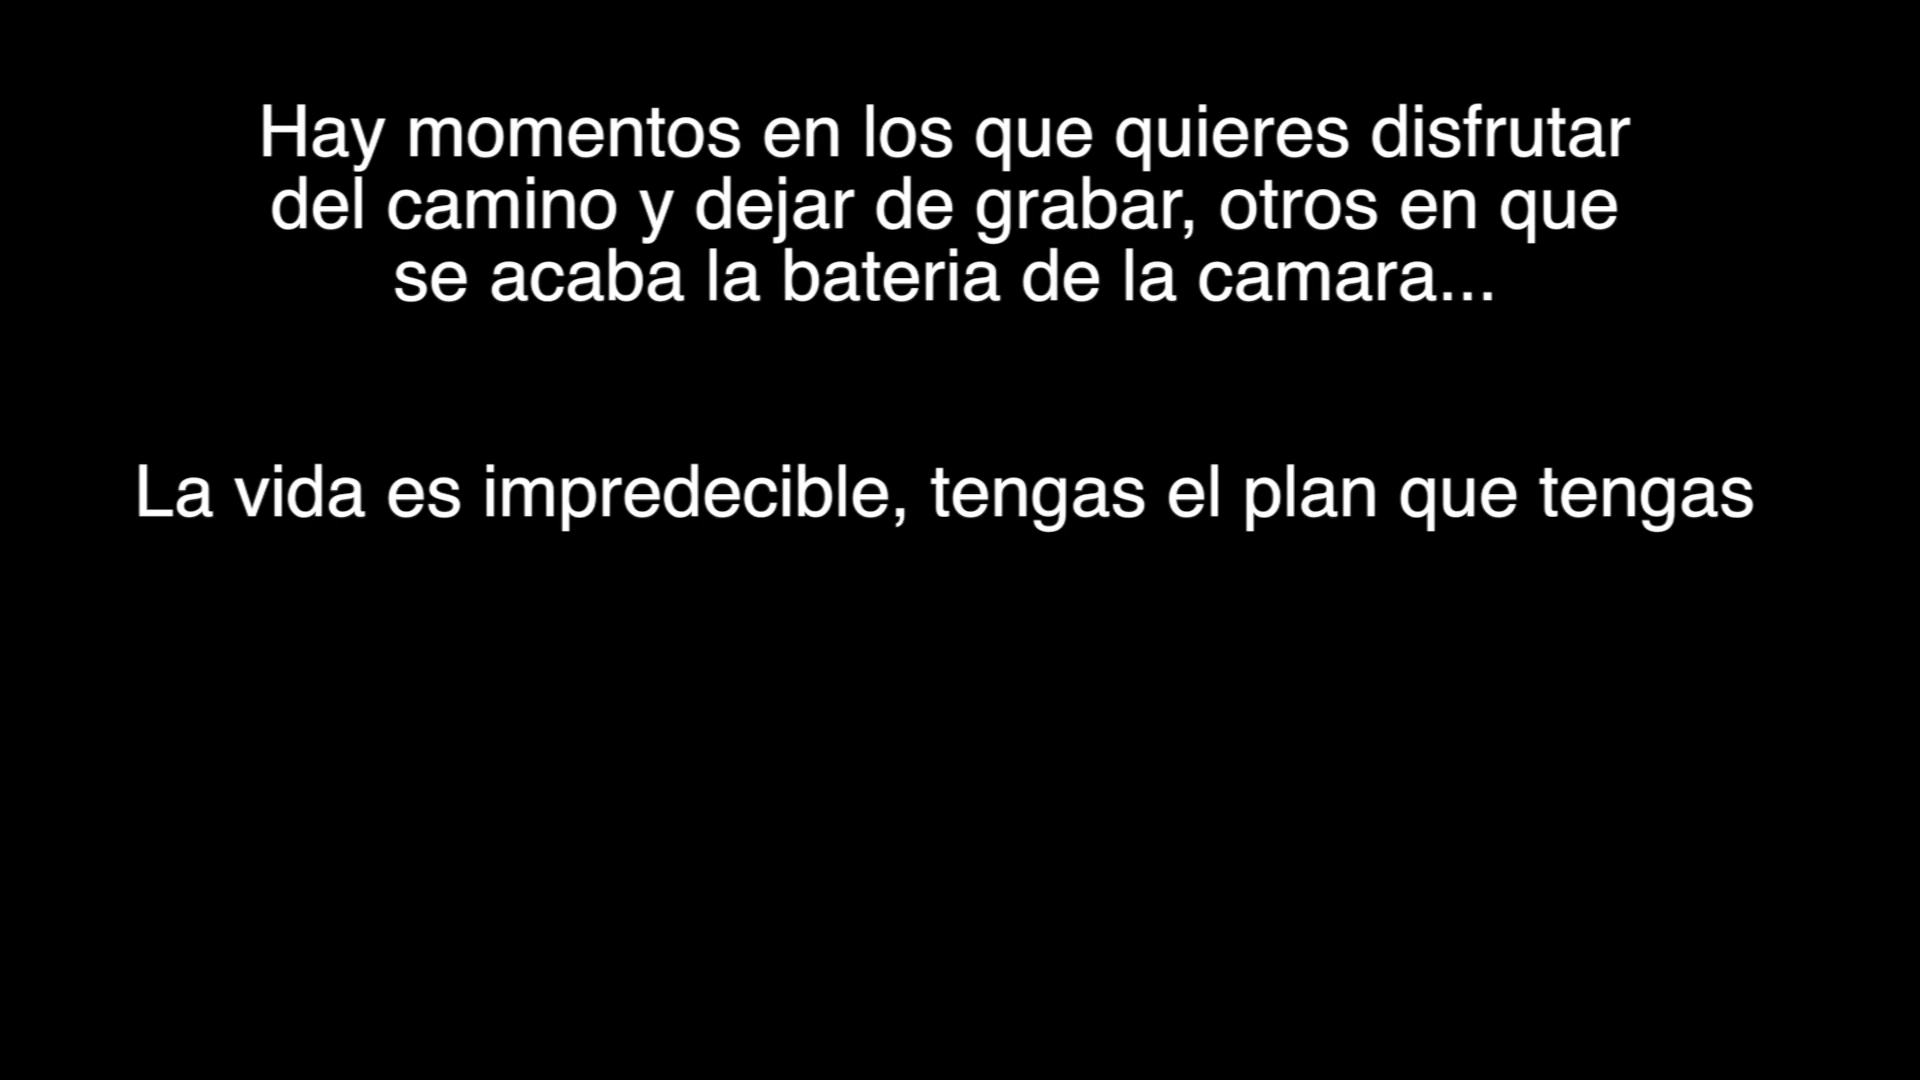 Hay momentos en los que quieres disfrutar
del camino y dejar de grabar, otros en que
se acaba la bateria de la camara...
La vida es impredecible, tengas el plan que tengas